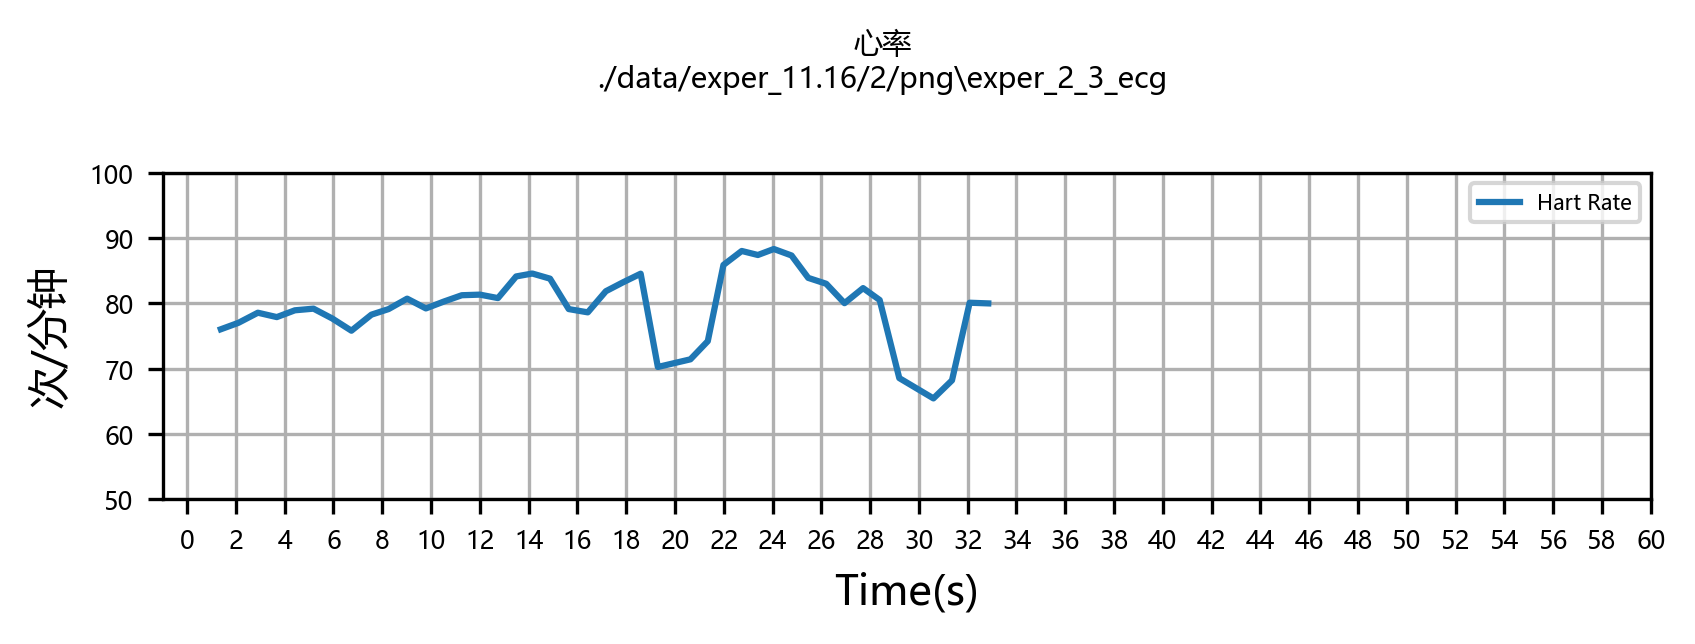 心率
./data/exper_11.16/2/png\exper_2_3_ecg
100
90
80
70
60
50
次/分钟
Hart Rate
0 2 4 6 8 10 12 14 16 18 20 22 24 26 28 30 32 34 36 38 40 42 44 46 48 50 52 54 56 58 60
Time(s)